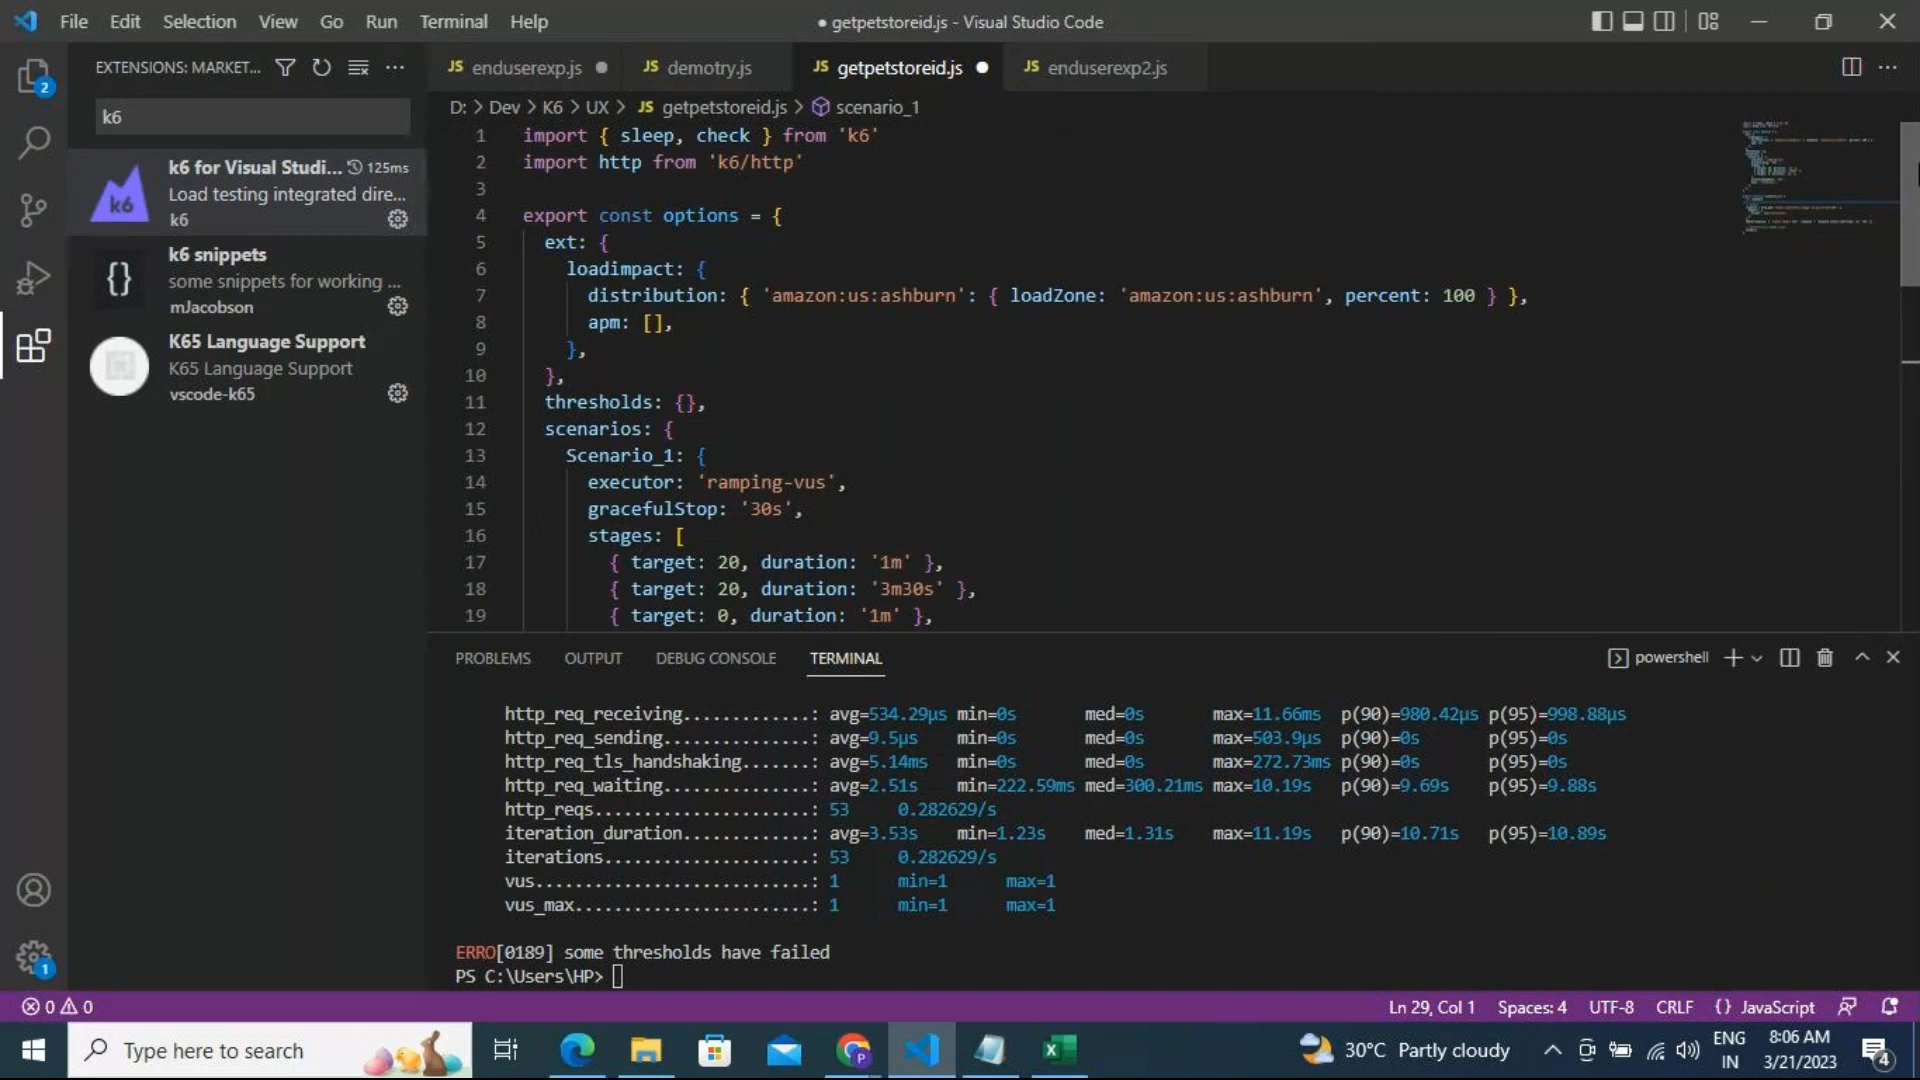 File Edit Selection View Go Run Terminal Help
● getpetstoreid.js - Visual Studio Code
EXTENSIONS: MARKET...
JS enduserexp.js
JS demotry.js
JS getpetstoreid.js
JS enduserexp2.js
2
k6
k6 for Visual Studi... 125ms
Load testing integrated dire...
k6
k6
k6 snippets
some snippets for working ...
mJacobson
K65 Language Support
K65 Language Support
vscode-k65
D: > Dev > K6 > UX > JS getpetstoreid.js > scenario_1
1 import { sleep, check } from 'k6'
2 import http from 'k6/http'
3
4 export const options = {
5 ext: {
6 loadimpact: {
7 distribution: { 'amazon:us:ashburn': { loadZone: 'amazon:us:ashburn', percent: 100 } },
8 apm: [],
9 },
10 },
11 thresholds: {},
12 scenarios: {
13 Scenario_1: {
14 executor: 'ramping-vus',
15 gracefulStop: '30s',
16 stages: [
17 { target: 20, duration: '1m' },
18 { target: 20, duration: '3m30s' },
19 { target: 0, duration: '1m' },
PROBLEMS OUTPUT DEBUG CONSOLE TERMINAL
powershell
http_req_receiving.............: avg=534.29µs min=0s med=0s max=11.66ms p(90)=980.42µs p(95)=998.88µs
http_req_sending...............: avg=9.5µs min=0s med=0s max=503.9µs p(90)=0s p(95)=0s
http_req_tls_handshaking.......: avg=5.14ms min=0s med=0s max=272.73ms p(90)=0s p(95)=0s
http_req_waiting...............: avg=2.51s min=222.59ms med=300.21ms max=10.19s p(90)=9.69s p(95)=9.88s
http_reqs......................: 53 0.282629/s
iteration_duration.............: avg=3.53s min=1.23s med=1.31s max=11.19s p(90)=10.71s p(95)=10.89s
iterations.....................: 53 0.282629/s
vus............................: 1 min=1 max=1
vus_max........................: 1 min=1 max=1
ERRO[0189] some thresholds have failed
PS C:\Users\HP>
1
0 0
Ln 29, Col 1 Spaces: 4 UTF-8 CRLF {} JavaScript
Type here to search
30°C Partly cloudy
ENG
IN
8:06 AM
3/21/2023
4